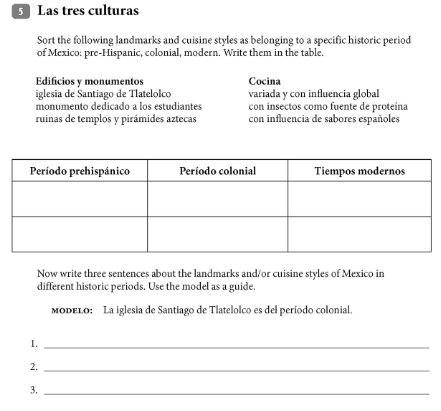 5 Las tres culturas
Sort the following landmarks and cuisine styles as belonging to a specific historic period
of Mexico: pre-Hispanic, colonial, modern. Write them in the table.
Edificios y monumentos
iglesia de Santiago de Tlatelolco
monumento dedicado a los estudiantes
ruinas de templos y pirámides aztecas
Cocina
variada y con influencia global
con insectos como fuente de proteína
con influencia de sabores españoles
Período prehispánico Período colonial Tiempos modernos
Now write three sentences about the landmarks and/or cuisine styles of Mexico in
different historic periods. Use the model as a guide.
MODELO: La iglesia de Santiago de Tlatelolco es del período colonial.
1.
2.
3.